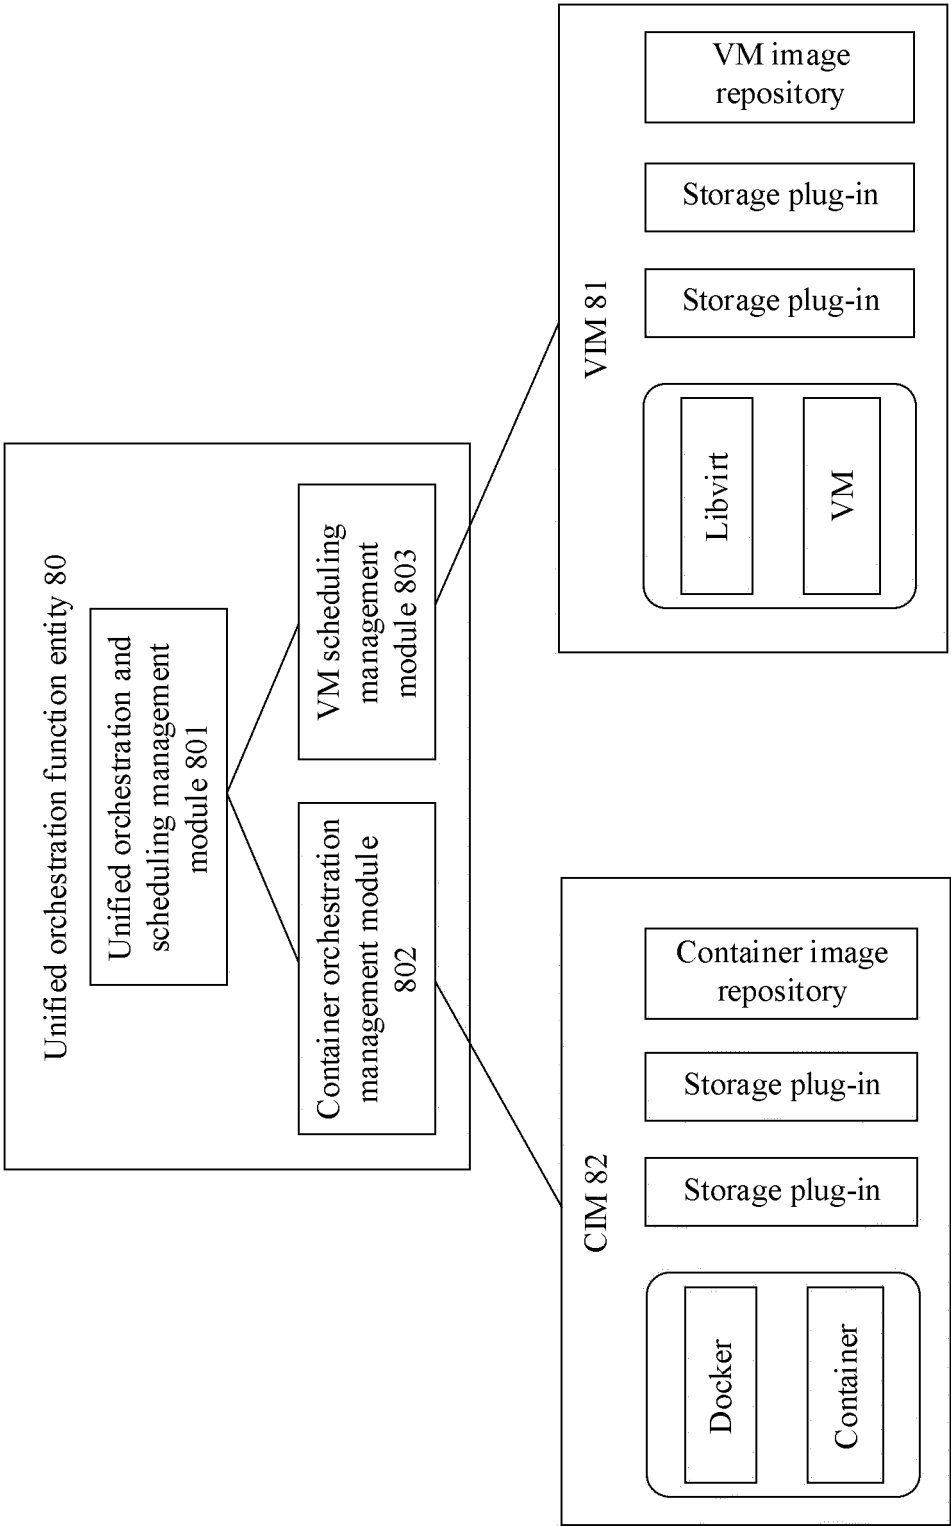 Unified orchestration function entity 80
Unified orchestration and
scheduling management
module 801
Container orchestration
management module
802
VM scheduling
management
module 803
CIM 82
Docker
Container
Storage plug-in
Storage plug-in
Container image
repository
VIM 81
Libvirt
VM
Storage plug-in
Storage plug-in
VM image
repository